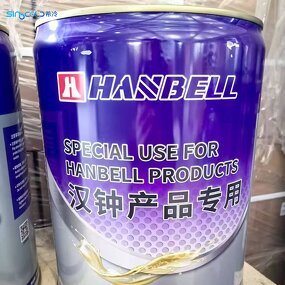 HANBELL
SPECIAL USE FOR
HANBELL PRODUCTS
汉钟产品专用